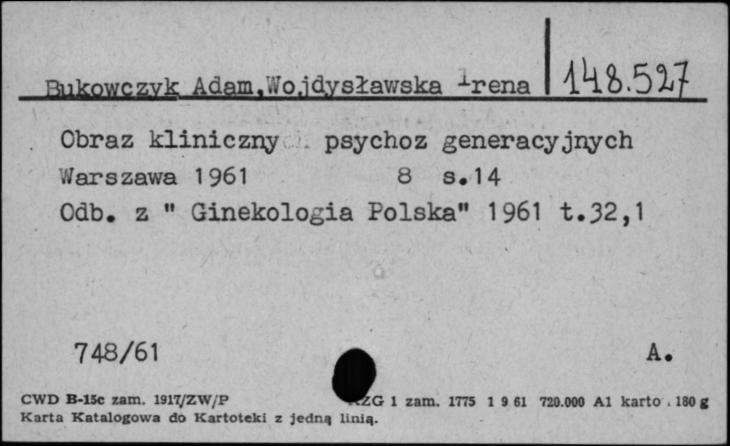 Bukowczyk Adam,Wojdysławska Irena 148.527
Obraz kliniczny psychoz generacyjnych
Warszawa 1961 8 s.14
Odb. z " Ginekologia Polska" 1961 t.32,1
748/61 A.
CWD B-15c zam. 1917/ZW/P RZG 1 zam. 1775 1 9 61 720.000 A1 karto . 180 g
Karta Katalogowa do Kartoteki z jedną linią.